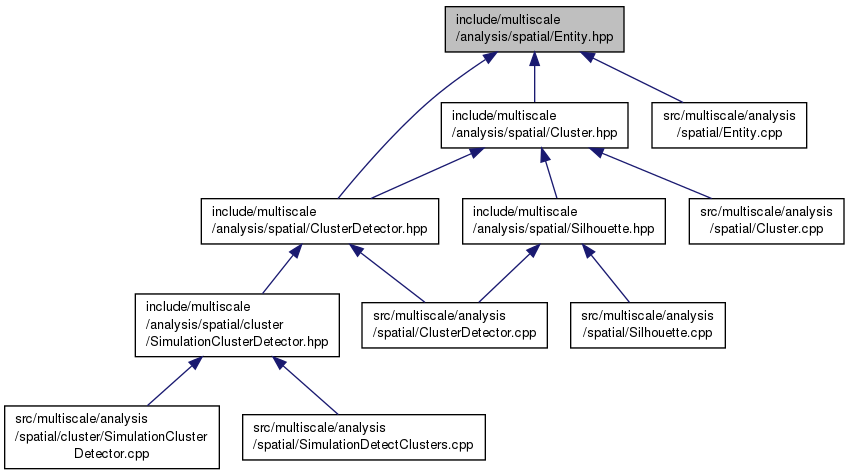 include/multiscale
/analysis/spatial/Entity.hpp
include/multiscale
/analysis/spatial/Cluster.hpp
src/multiscale/analysis
/spatial/Entity.cpp
include/multiscale
/analysis/spatial/ClusterDetector.hpp
include/multiscale
/analysis/spatial/Silhouette.hpp
src/multiscale/analysis
/spatial/Cluster.cpp
include/multiscale
/analysis/spatial/cluster
/SimulationClusterDetector.hpp
src/multiscale/analysis
/spatial/ClusterDetector.cpp
src/multiscale/analysis
/spatial/Silhouette.cpp
src/multiscale/analysis
/spatial/cluster/SimulationCluster
Detector.cpp
src/multiscale/analysis
/spatial/SimulationDetectClusters.cpp